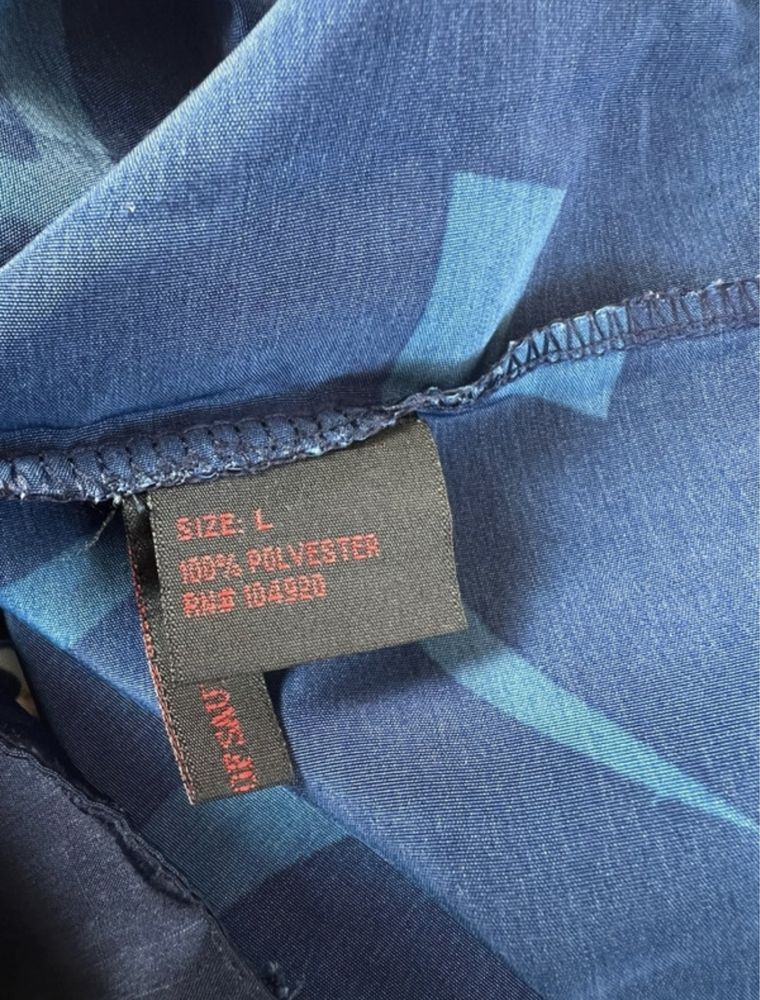 SIZE: L
100% POLYESTER
RN# 104920